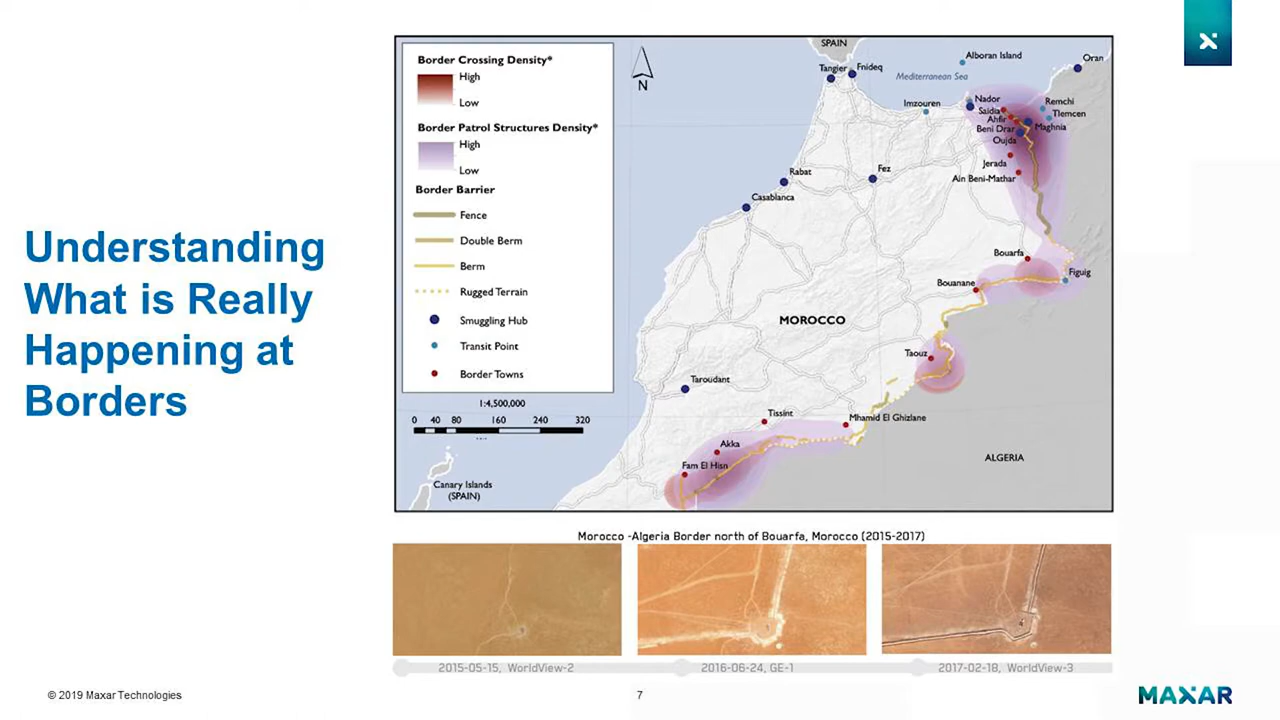 Understanding
What is Really
Happening at
Borders
Border Crossing Density*
High
Low
Border Patrol Structures Density*
High
Low
Border Barrier
Fence
Double Berm
Berm
Rugged Terrain
Smuggling Hub
Transit Point
Border Towns
1:4,500,000
0 40 80 160 240 320
N
SPAIN
Alboran Island
Oran
Tangier
Fnideq
Mediterranean Sea
Imzouren
Nador
Remchi
Saidia
Tlemcen
Ahfir
Beni Drar
Maghnia
Oujda
Jerada
Ain Beni-Mathar
Rabat
Fez
Casablanca
Bouarfa
Figuig
Bouanane
MOROCCO
Taouz
Taroudant
Tissint
Mhamid El Ghizlane
Akka
Fam El Hisn
ALGERIA
Canary Islands
(SPAIN)
Morocco -Algeria Border north of Bouarfa, Morocco (2015-2017)
2015-05-15, WorldView-2
2016-06-24, GE-1
2017-02-18, WorldView-3
© 2019 Maxar Technologies
7
MAXAR